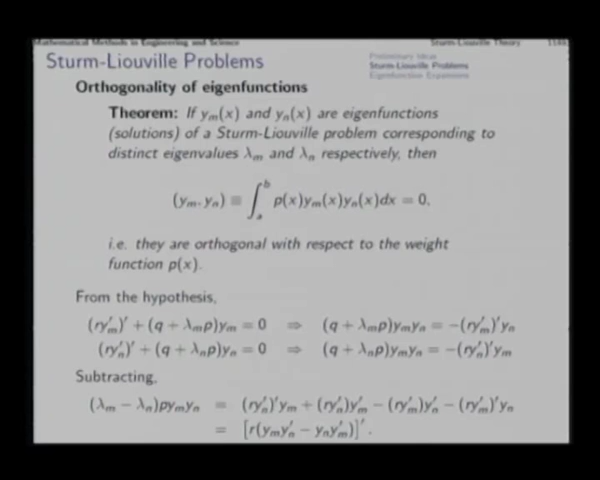 Mathematical Methods in Engineering and Science
Sturm-Liouville Theory
Sturm-Liouville Problems
Preliminary Ideas
Sturm-Liouville Problems
Eigenfunction Expansions
Orthogonality of eigenfunctions
Theorem: If yₘ(x) and yₙ(x) are eigenfunctions
(solutions) of a Sturm-Liouville problem corresponding to
distinct eigenvalues λₘ and λₙ respectively, then
(yₘ, yₙ) ≡ ∫ₐᵇ p(x)yₘ(x)yₙ(x)dx = 0,
i.e. they are orthogonal with respect to the weight
function p(x).
From the hypothesis,
(ry′ₘ)′ + (q + λₘp)yₘ = 0 ⇒ (q + λₘp)yₘyₙ = −(ry′ₘ)′yₙ
(ry′ₙ)′ + (q + λₙp)yₙ = 0 ⇒ (q + λₙp)yₘyₙ = −(ry′ₙ)′yₘ
Subtracting,
(λₘ − λₙ)pyₘyₙ = (ry′ₙ)′yₘ + (ry′ₙ)y′ₘ − (ry′ₘ)y′ₙ − (ry′ₘ)′yₙ
= [r(yₘy′ₙ − yₙy′ₘ)]′.